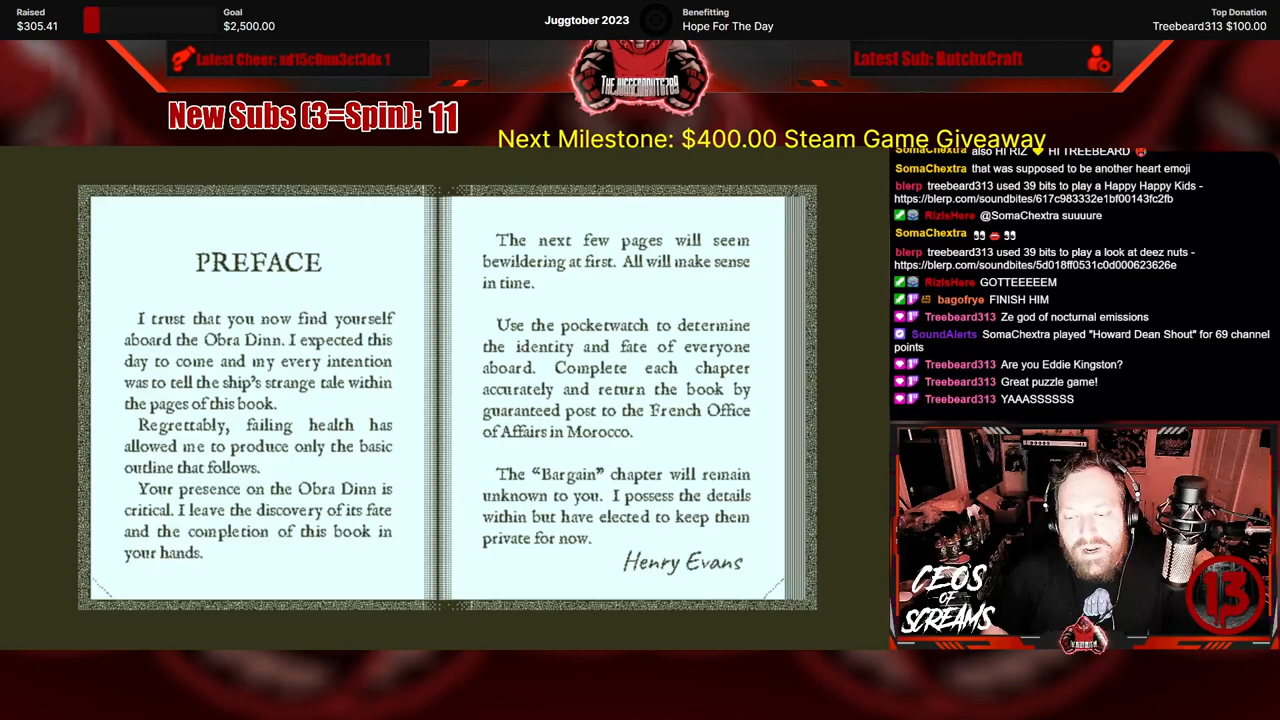 Raised
$305.41
Goal
$2,500.00
Juggtober 2023
Benefitting
Hope For The Day
Top Donation
Treebeard313 $100.00
Latest Cheer: xd15c0nn3ct3dx 1
THEJUGGERNAUT6789
Latest Sub: ButchxCraft
New Subs (3=Spin): 11
Next Milestone: $400.00 Steam Game Giveaway
PREFACE
I trust that you now find yourself
aboard the Obra Dinn. I expected this
day to come and my every intention
was to tell the ship's strange tale within
the pages of this book.
Regrettably, failing health has
allowed me to produce only the basic
outline that follows.
Your presence on the Obra Dinn is
critical. I leave the discovery of its fate
and the completion of this book in
your hands.
The next few pages will seem
bewildering at first. All will make sense
in time.
Use the pocketwatch to determine
the identity and fate of everyone
aboard. Complete each chapter
accurately and return the book by
guaranteed post to the French Office
of Affairs in Morocco.
The “Bargain” chapter will remain
unknown to you. I possess the details
within but have elected to keep them
private for now.
Henry Evans
SomaChextra also HI RIZ 💛 HI TREEBEARD
SomaChextra that was supposed to be another heart emoji
blerp treebeard313 used 39 bits to play a Happy Happy Kids -
https://blerp.com/soundbites/617c983332e1bf00143fc2fb
RizIsHere @SomaChextra suuuure
SomaChextra 👀 👄 👀
blerp treebeard313 used 39 bits to play a look at deez nuts -
https://blerp.com/soundbites/5d018ff0531c0d000623626e
RizIsHere GOTTEEEEEM
bagofrye FINISH HIM
Treebeard313 Ze god of nocturnal emissions
SoundAlerts SomaChextra played "Howard Dean Shout" for 69 channel
points
Treebeard313 Are you Eddie Kingston?
Treebeard313 Great puzzle game!
Treebeard313 YAAASSSSSS
CEOS
OF
SCREAMS
13